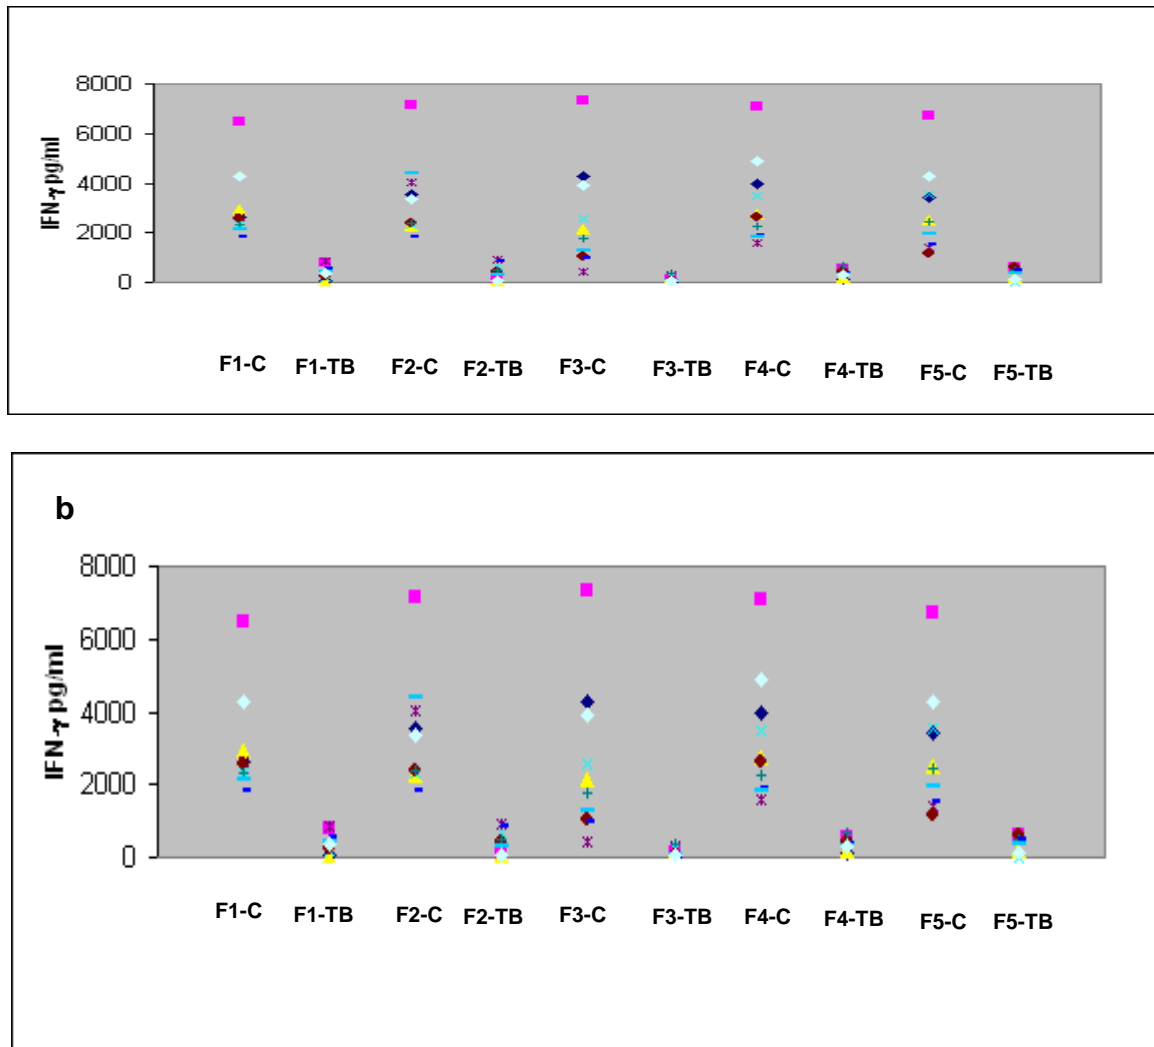 8000
6000
4000
2000
0
IFN-γ pg/ml
F1-C F1-TB F2-C F2-TB F3-C F3-TB F4-C F4-TB F5-C F5-TB
b
8000
6000
4000
2000
0
IFN-γ pg/ml
F1-C F1-TB F2-C F2-TB F3-C F3-TB F4-C F4-TB F5-C F5-TB